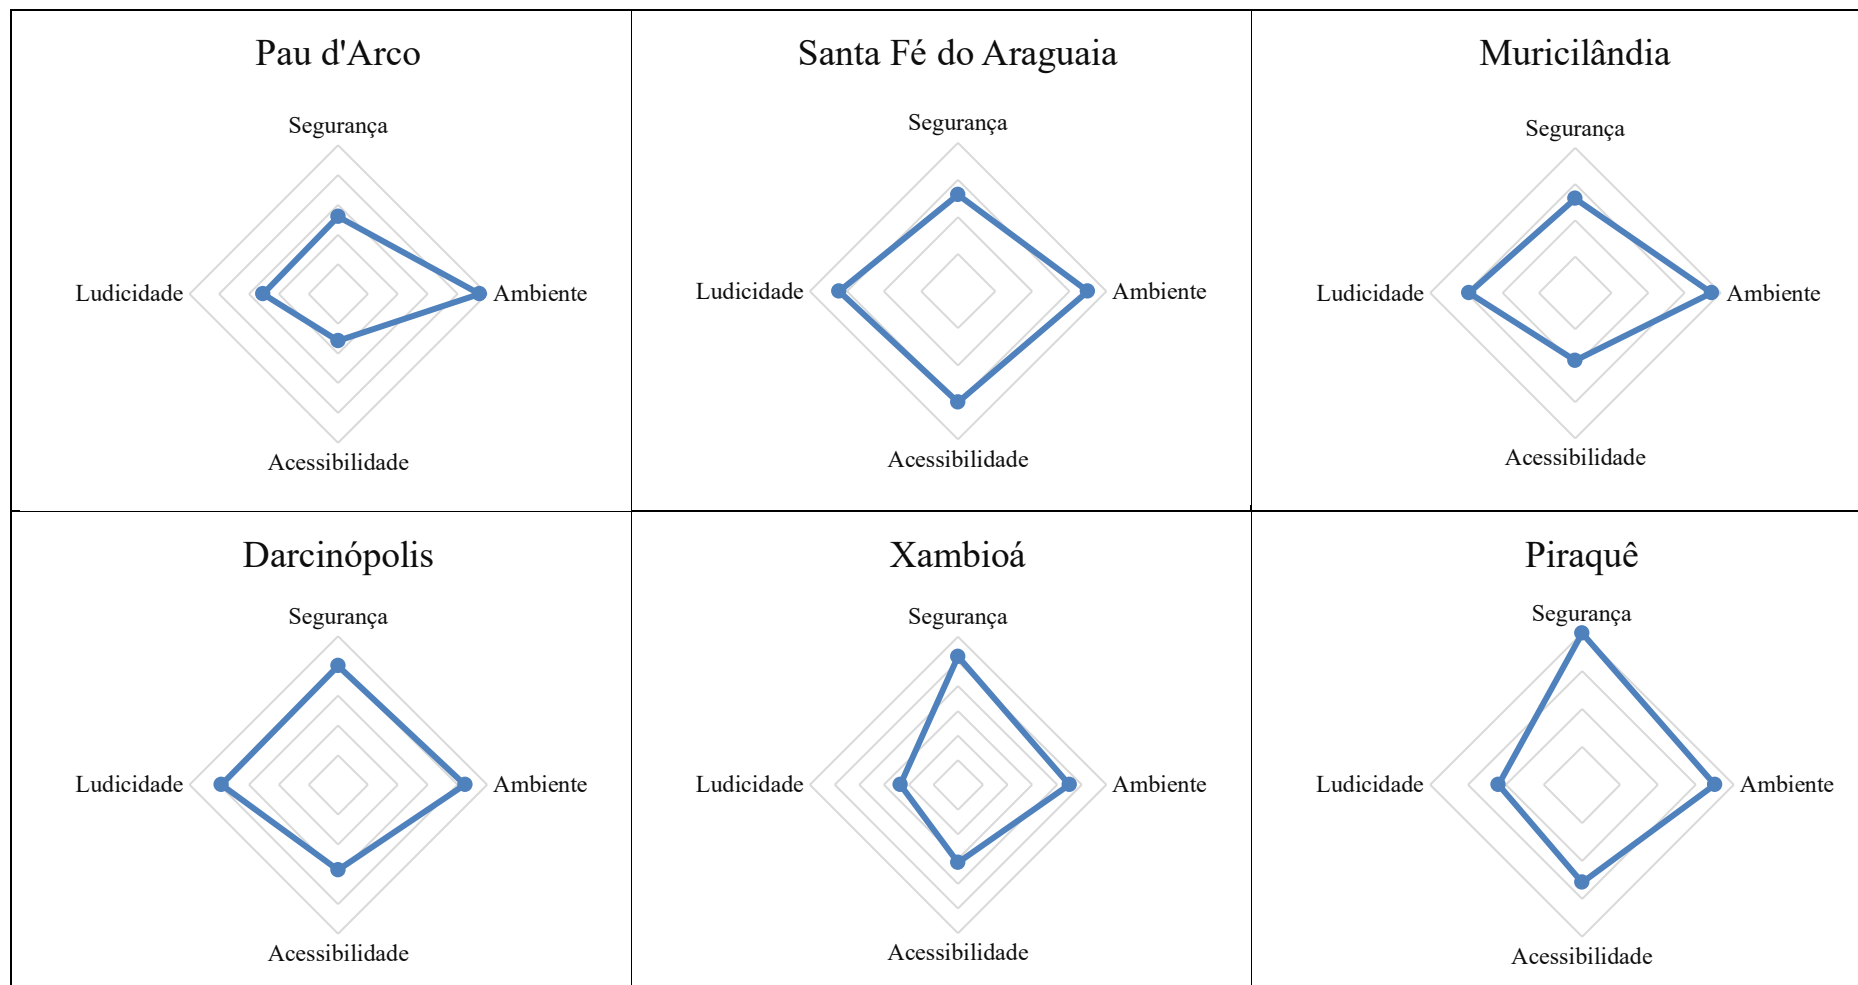 Pau d'Arco
Segurança
Ludicidade
Ambiente
Acessibilidade
Santa Fé do Araguaia
Segurança
Ludicidade
Ambiente
Acessibilidade
Muricilândia
Segurança
Ludicidade
Ambiente
Acessibilidade
Darcinópolis
Segurança
Ludicidade
Ambiente
Acessibilidade
Xambioá
Segurança
Ludicidade
Ambiente
Acessibilidade
Piraquê
Segurança
Ludicidade
Ambiente
Acessibilidade